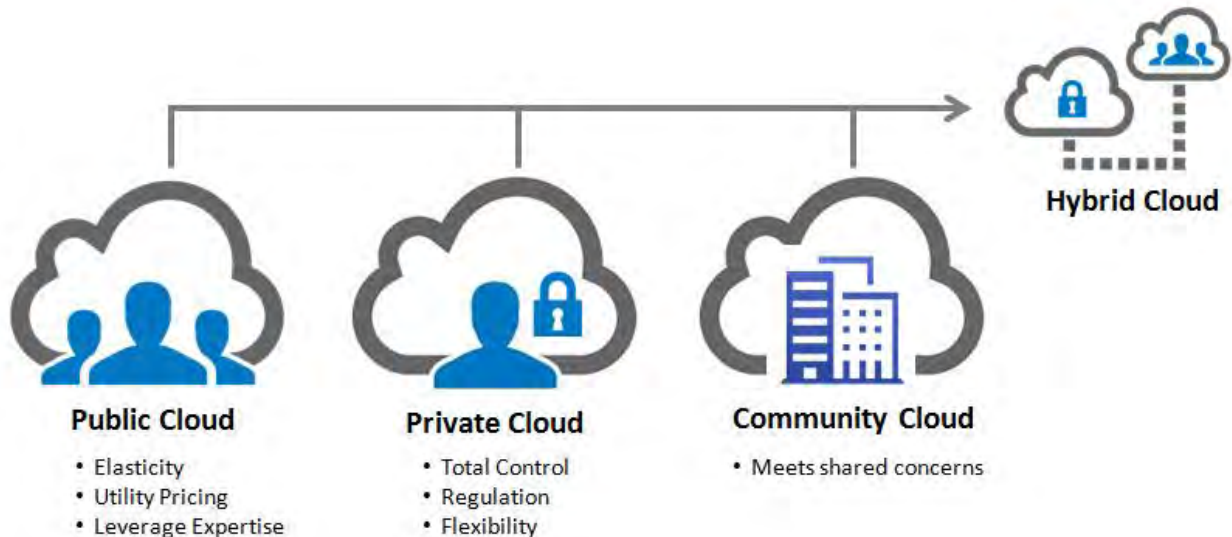 Hybrid Cloud
Public Cloud
• Elasticity
• Utility Pricing
• Leverage Expertise
Private Cloud
• Total Control
• Regulation
• Flexibility
Community Cloud
• Meets shared concerns